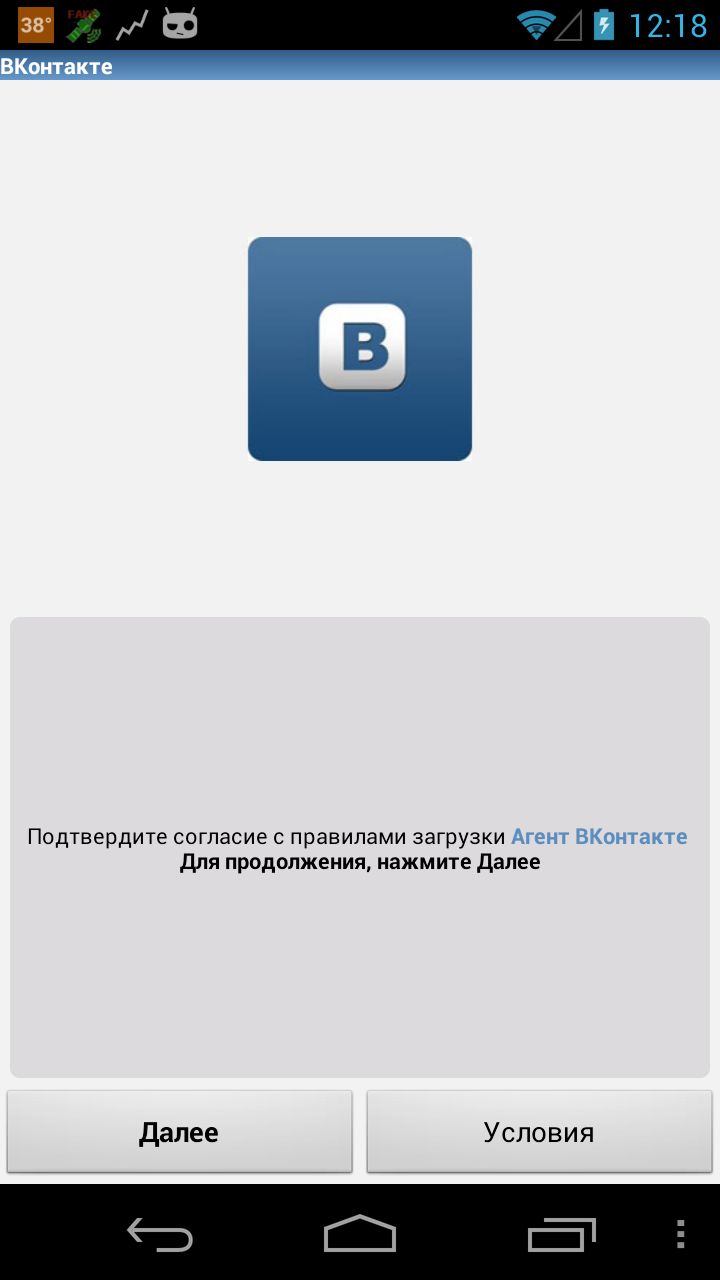 38°
FAKE
12:18
ВКонтакте
В
Подтвердите согласие с правилами загрузки Агент ВКонтакте
Для продолжения, нажмите Далее
Далее
Условия